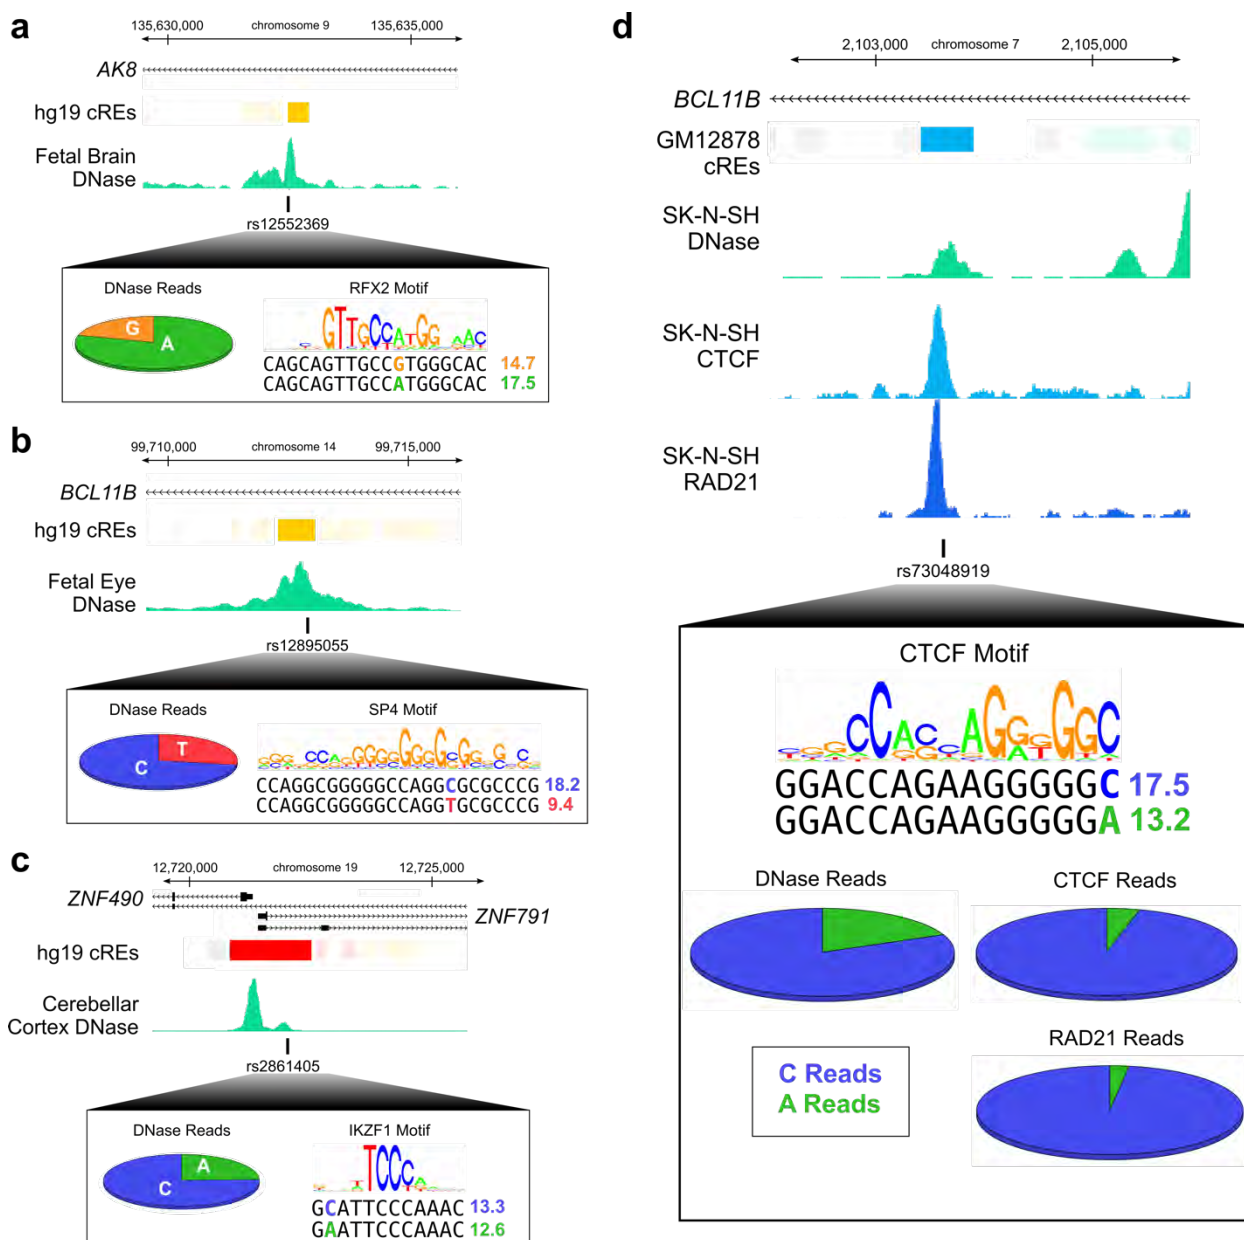 a
135,630,000 chromosome 9 135,635,000
AK8
hg19 cREs
Fetal Brain
DNase
rs12552369
DNase Reads
G
A
RFX2 Motif
CAGCAGTTGCCGTGGGCAC 14.7
CAGCAGTTGCCATGGGCAC 17.5
b
99,710,000 chromosome 14 99,715,000
BCL11B
hg19 cREs
Fetal Eye
DNase
rs12895055
DNase Reads
T
C
SP4 Motif
CCAGGCGGGGGCCAGGCGCGCCCG 18.2
CCAGGCGGGGGCCAGGTGCGCCCG 9.4
c
12,720,000 chromosome 19 12,725,000
ZNF490
ZNF791
hg19 cREs
Cerebellar
Cortex DNase
rs2861405
DNase Reads
A
C
IKZF1 Motif
GCATTCCCAAAC 13.3
GAATTCCCAAAC 12.6
d
2,103,000 chromosome 7 2,105,000
BCL11B
GM12878
cREs
SK-N-SH
DNase
SK-N-SH
CTCF
SK-N-SH
RAD21
rs73048919
CTCF Motif
GGACCAGAAGGGGGC 17.5
GGACCAGAAGGGGGA 13.2
DNase Reads
CTCF Reads
RAD21 Reads
C Reads
A Reads